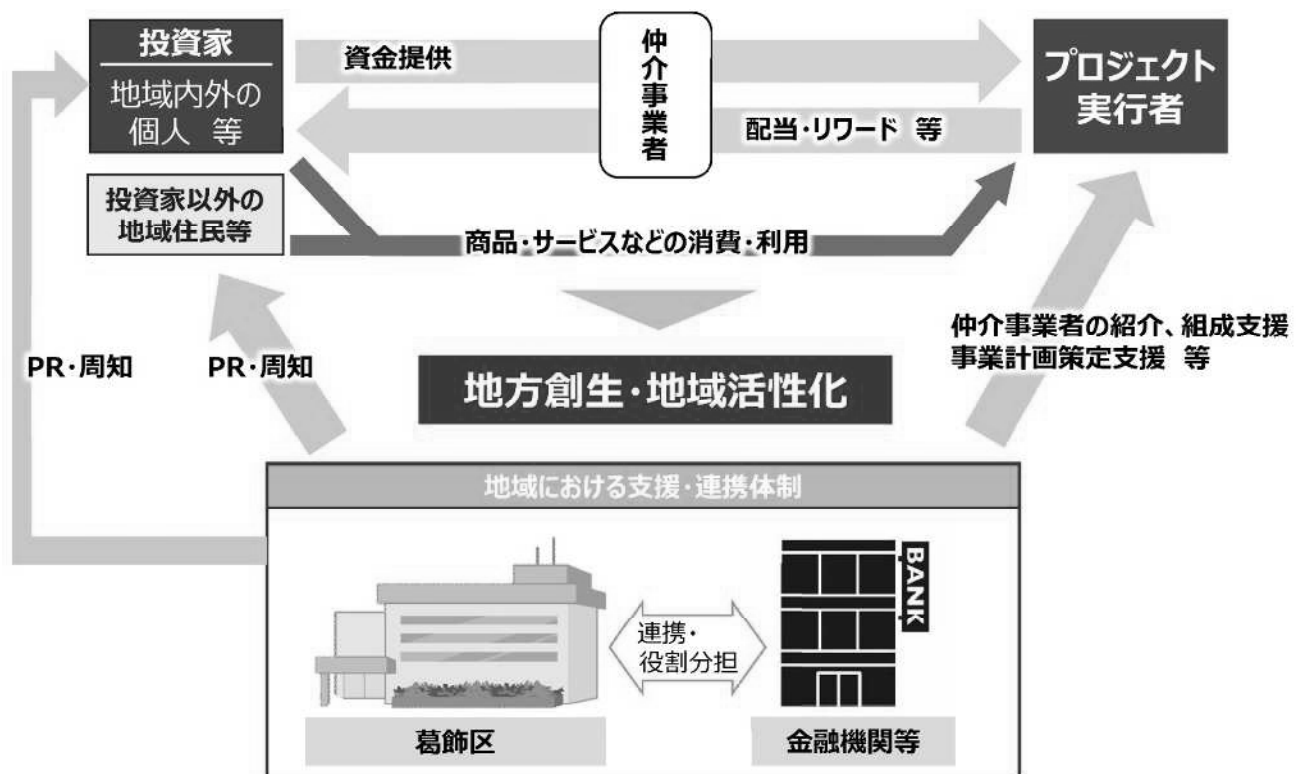 投資家
地域内外の
個人 等
資金提供
仲介事業者
配当・リワード 等
プロジェクト
実行者
投資家以外の
地域住民等
商品・サービスなどの消費・利用
PR・周知
PR・周知
仲介事業者の紹介、組成支援
事業計画策定支援 等
地方創生・地域活性化
地域における支援・連携体制
連携・
役割分担
BANK
葛飾区
金融機関等